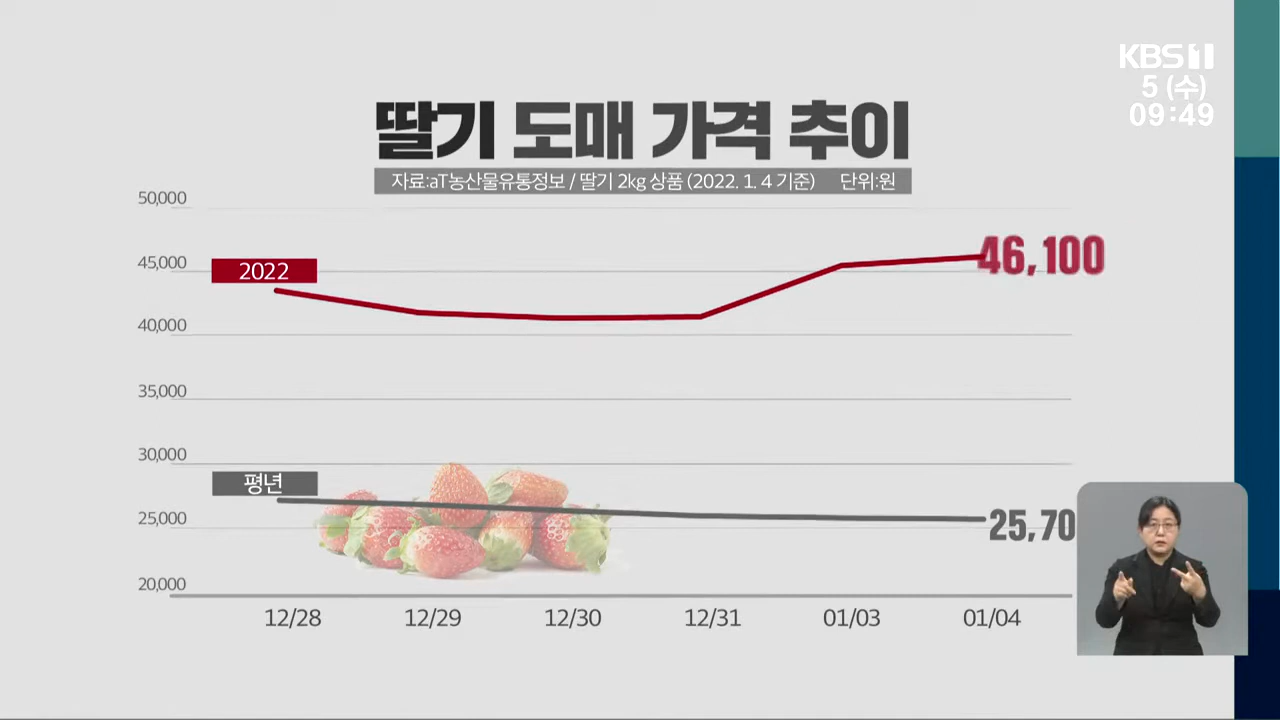 KBS1
5 (수)
09:49
딸기 도매 가격 추이
자료:aT농산물유통정보 / 딸기 2kg 상품 (2022. 1. 4 기준) 단위:원
50,000
45,000
2022
46,100
40,000
35,000
30,000
평년
25,000
25,70
20,000
12/28 12/29 12/30 12/31 01/03 01/04